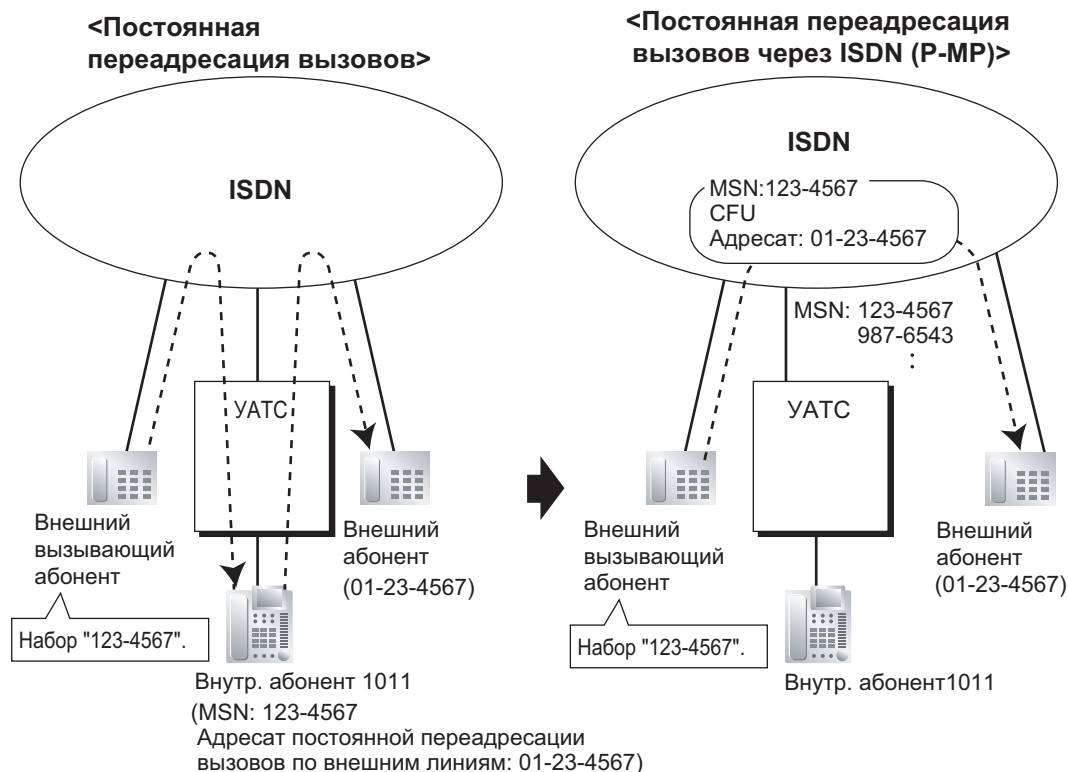 <Постоянная
переадресация вызовов>
ISDN
УАТС
Внешний
вызывающий
абонент
Набор "123-4567".
Внешний
абонент
(01-23-4567)
Внутр. абонент 1011
(MSN: 123-4567
Адресат постоянной переадресации
вызовов по внешним линиям: 01-23-4567)
<Постоянная переадресация
вызовов через ISDN (P-MP)>
ISDN
MSN:123-4567
CFU
Адресат: 01-23-4567
MSN: 123-4567
987-6543
:
УАТС
Внешний
вызывающий
абонент
Набор "123-4567".
Внешний
абонент
(01-23-4567)
Внутр. абонент1011